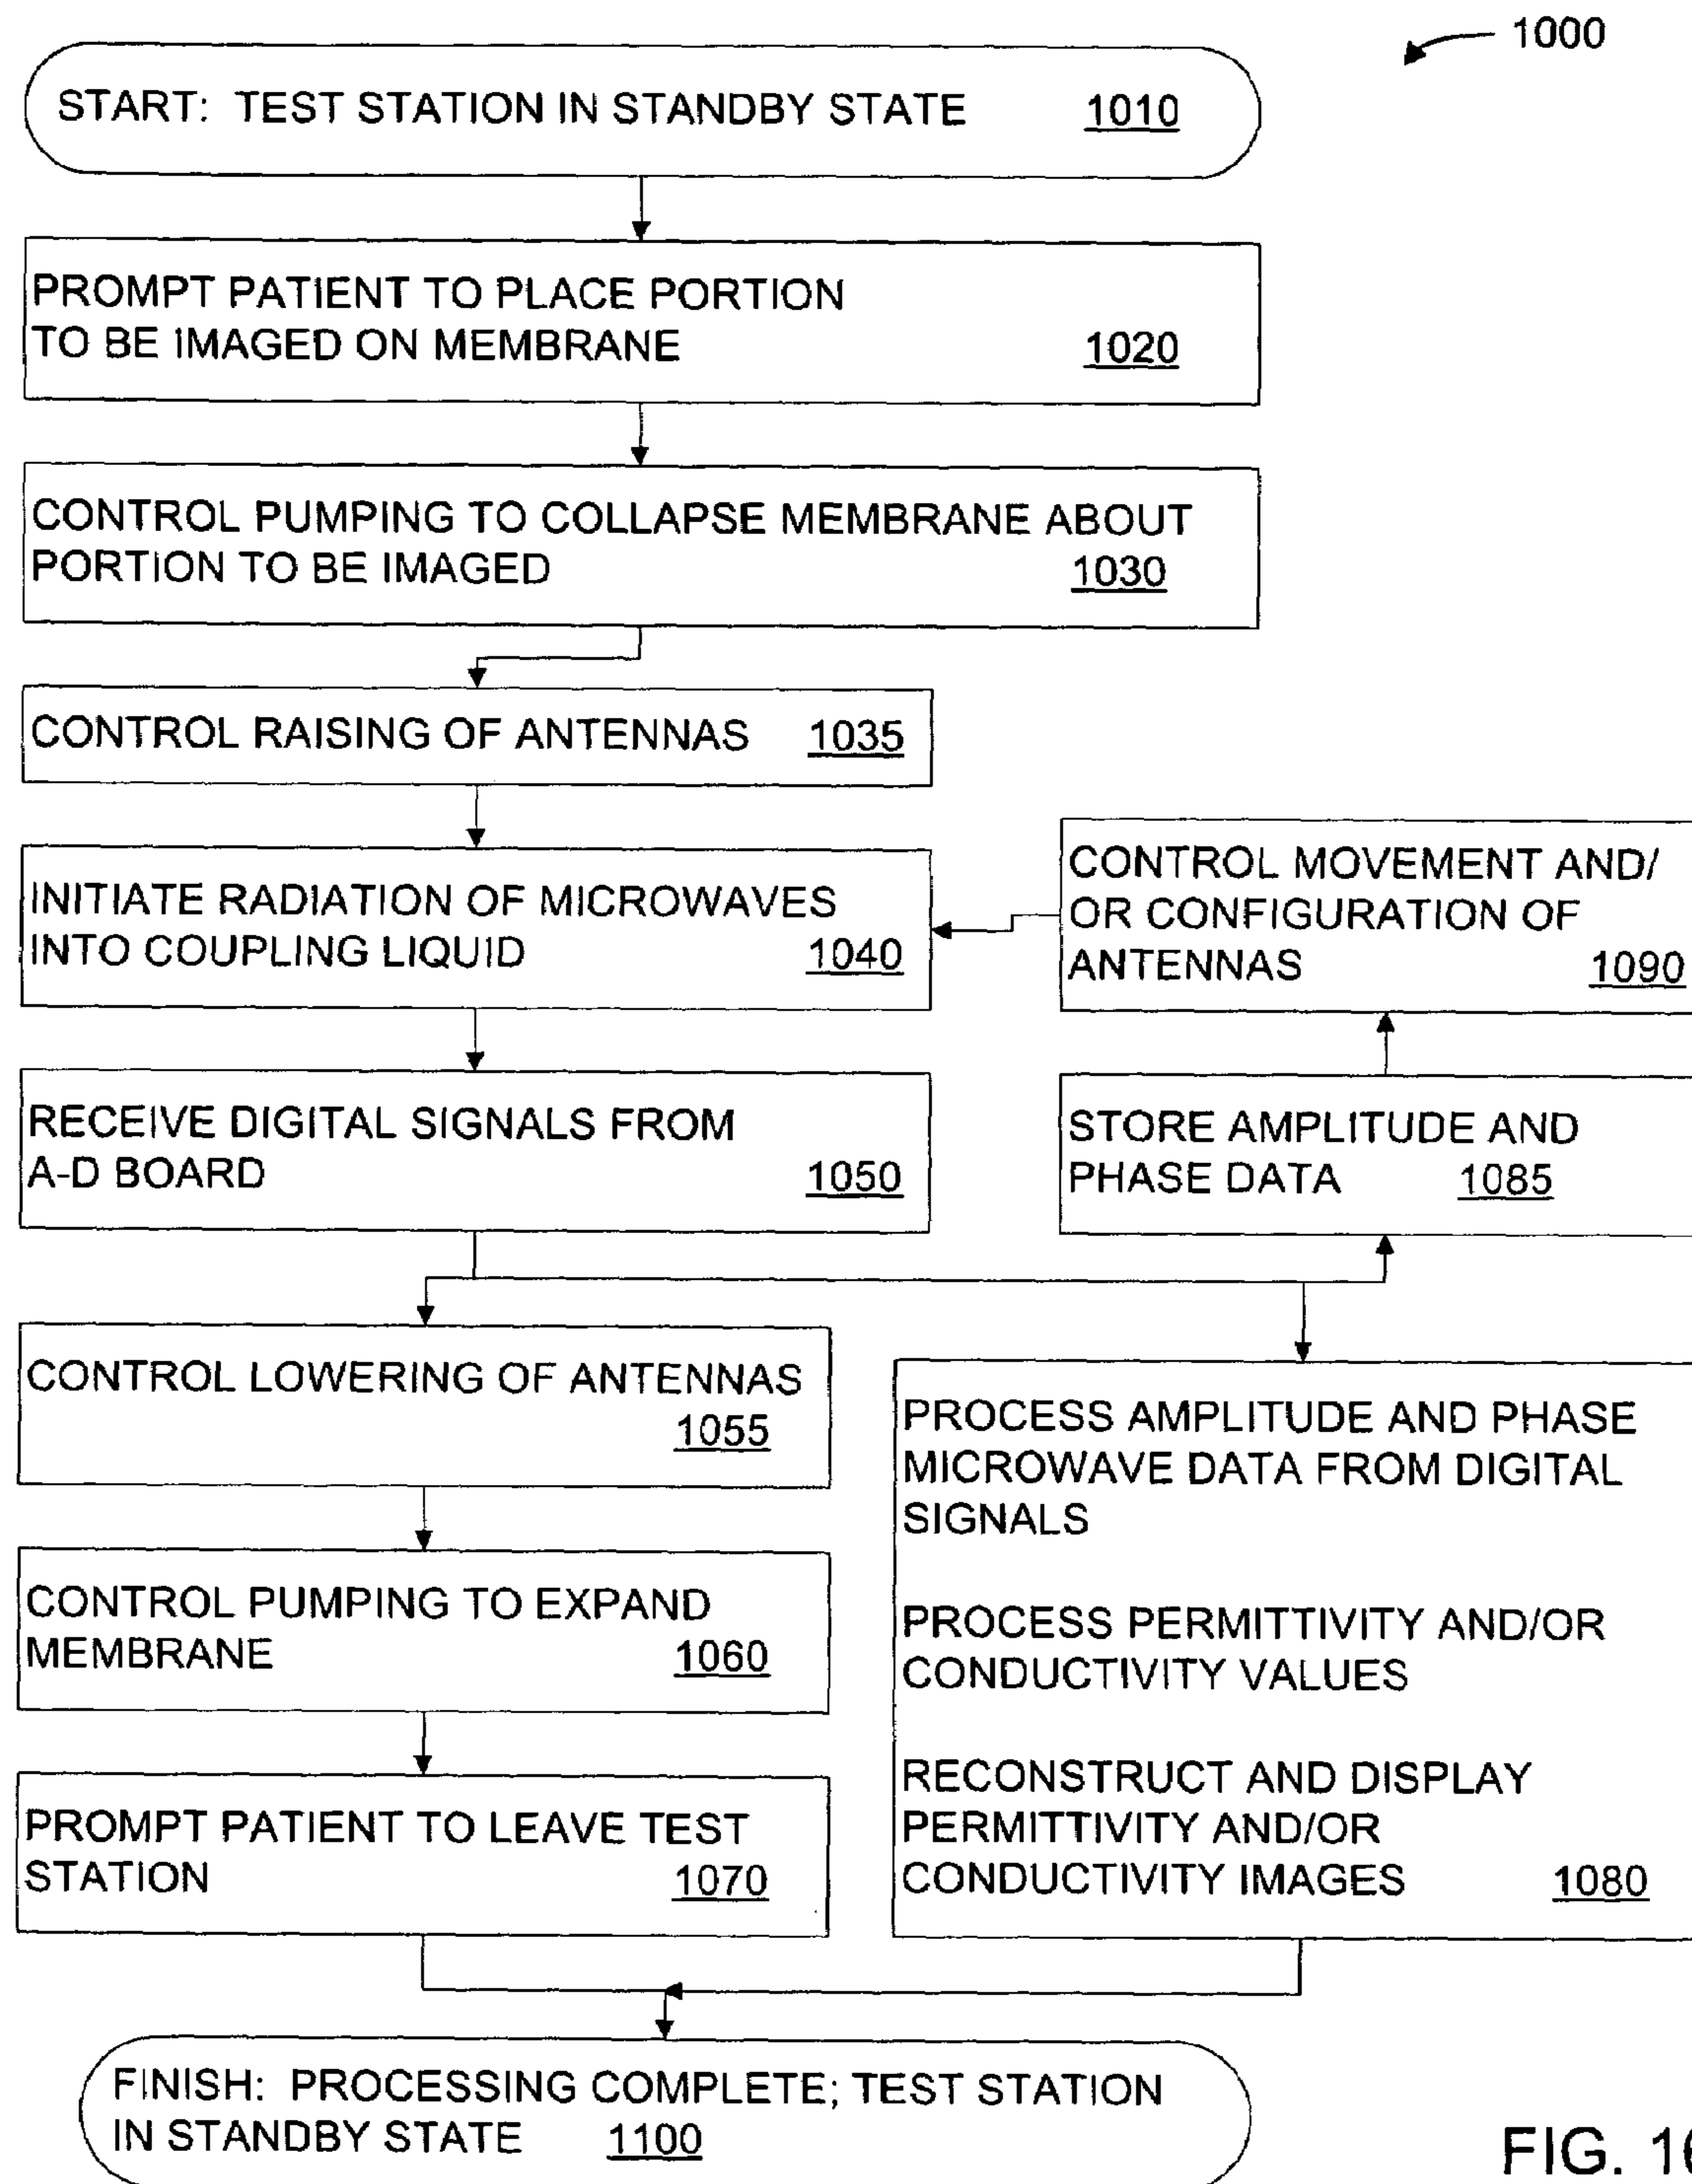 1000
START: TEST STATION IN STANDBY STATE 1010
PROMPT PATIENT TO PLACE PORTION
TO BE IMAGED ON MEMBRANE 1020
CONTROL PUMPING TO COLLAPSE MEMBRANE ABOUT
PORTION TO BE IMAGED 1030
CONTROL RAISING OF ANTENNAS 1035
INITIATE RADIATION OF MICROWAVES
INTO COUPLING LIQUID 1040
CONTROL MOVEMENT AND/
OR CONFIGURATION OF
ANTENNAS 1090
RECEIVE DIGITAL SIGNALS FROM
A-D BOARD 1050
STORE AMPLITUDE AND
PHASE DATA 1085
CONTROL LOWERING OF ANTENNAS
1055
CONTROL PUMPING TO EXPAND
MEMBRANE 1060
PROMPT PATIENT TO LEAVE TEST
STATION 1070
PROCESS AMPLITUDE AND PHASE
MICROWAVE DATA FROM DIGITAL
SIGNALS
PROCESS PERMITTIVITY AND/OR
CONDUCTIVITY VALUES
RECONSTRUCT AND DISPLAY
PERMITTIVITY AND/OR
CONDUCTIVITY IMAGES 1080
FINISH: PROCESSING COMPLETE; TEST STATION
IN STANDBY STATE 1100
FIG. 16